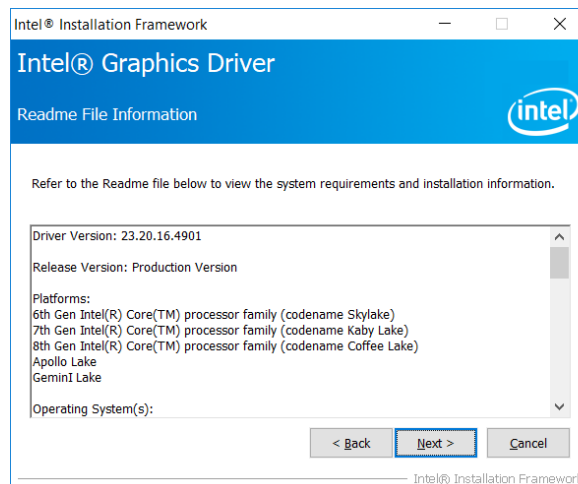 Intel® Installation Framework
Intel® Graphics Driver
Readme File Information
intel
Refer to the Readme file below to view the system requirements and installation information.
Driver Version: 23.20.16.4901
Release Version: Production Version
Platforms:
6th Gen Intel(R) Core(TM) processor family (codename Skylake)
7th Gen Intel(R) Core(TM) processor family (codename Kaby Lake)
8th Gen Intel(R) Core(TM) processor family (codename Coffee Lake)
Apollo Lake
GeminI Lake
Operating System(s):
< Back Next > Cancel
Intel® Installation Framework